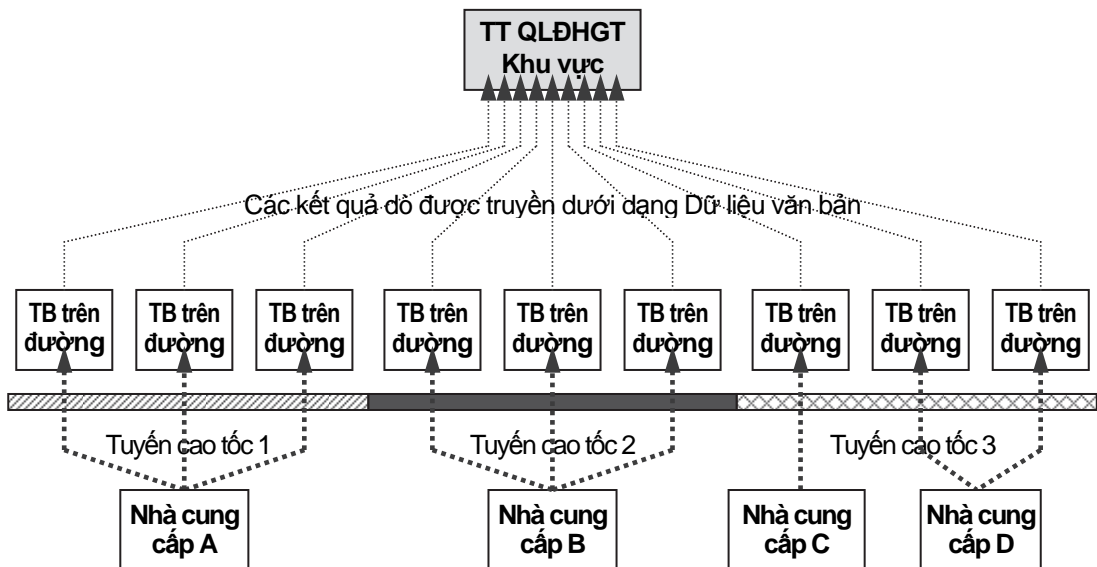 TT QLĐHGT
Khu vực
Các kết quả dò được truyền dưới dạng Dữ liệu văn bản
TB trên
đường
TB trên
đường
TB trên
đường
TB trên
đường
TB trên
đường
TB trên
đường
TB trên
đường
TB trên
đường
TB trên
đường
Tuyến cao tốc 1
Tuyến cao tốc 2
Tuyến cao tốc 3
Nhà cung
cấp A
Nhà cung
cấp B
Nhà cung
cấp C
Nhà cung
cấp D